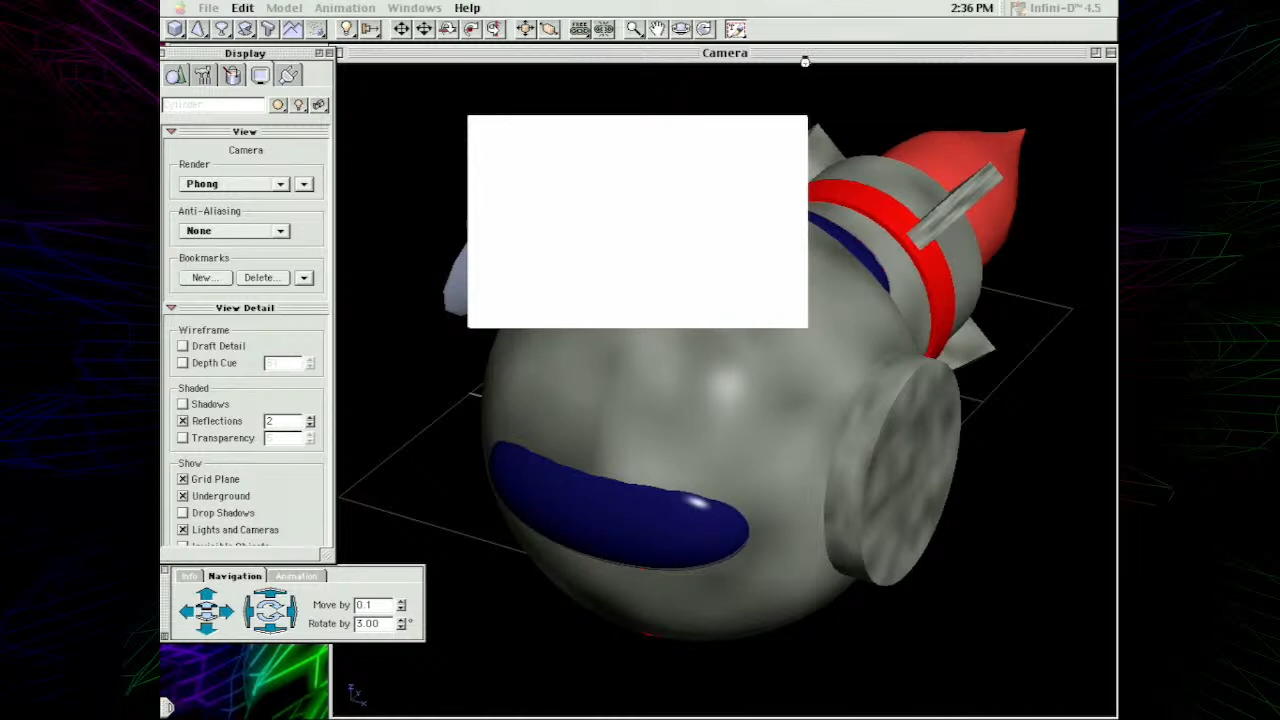 File Edit Model Animation Windows Help 2:36 PM Infini-D™ 4.5
Display
Camera
Cylinder
View
Camera
Render
Phong
Anti-Aliasing
None
Bookmarks
New... Delete...
View Detail
Wireframe
Draft Detail
Depth Cue
Shaded
Shadows
Reflections 2
Transparency
Show
Grid Plane
Underground
Drop Shadows
Lights and Cameras
Info Navigation Animation
Move by 0.1
Rotate by 3.00 °